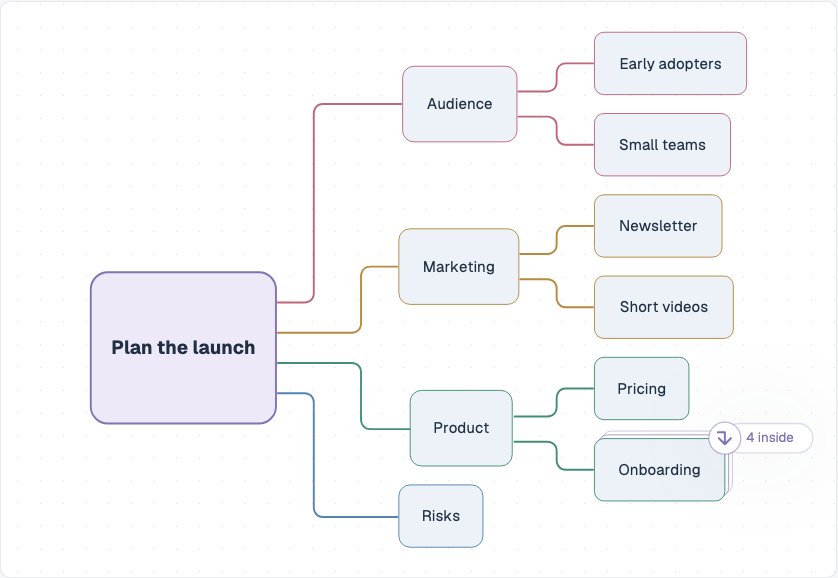 Plan the launch
Audience
Early adopters
Small teams
Marketing
Newsletter
Short videos
Product
Pricing
Onboarding
4 inside
Risks